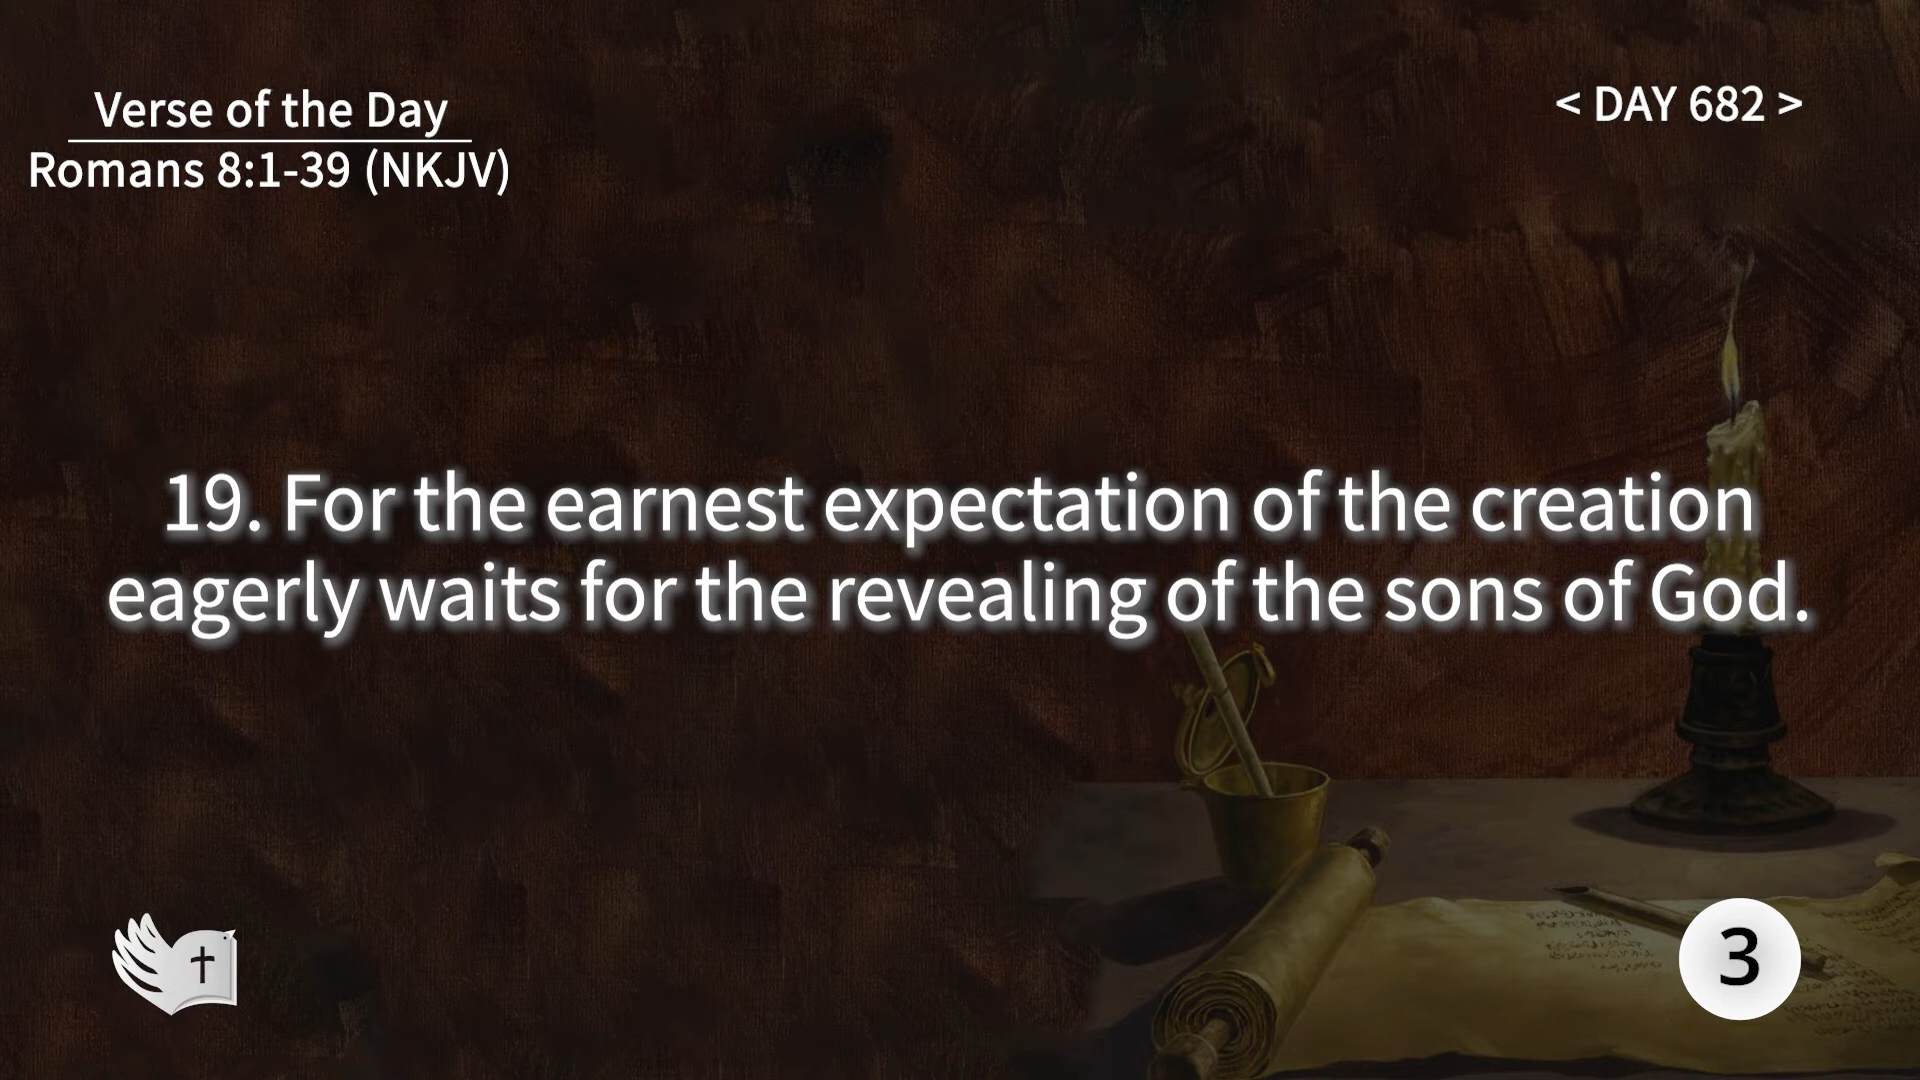 Verse of the Day
Romans 8:1-39 (NKJV)
< DAY 682 >
19. For the earnest expectation of the creation
eagerly waits for the revealing of the sons of God.
3